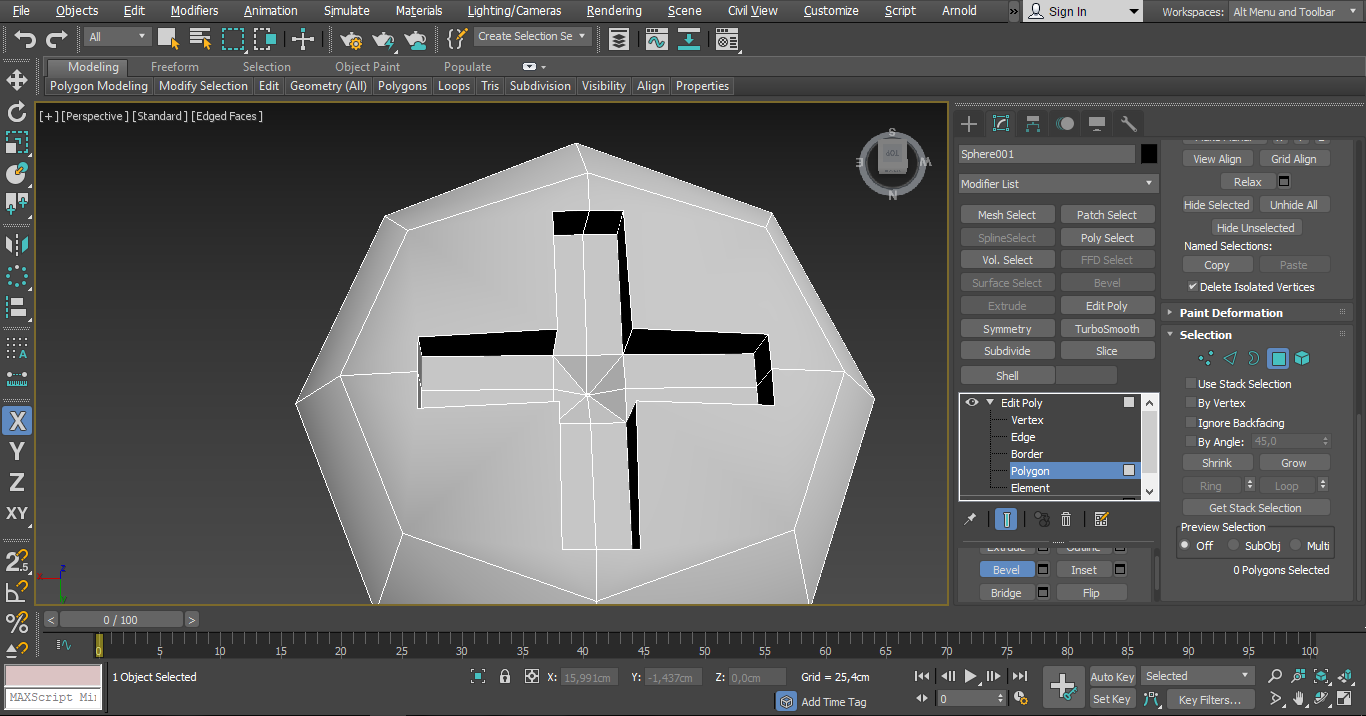 File Objects Edit Modifiers Animation Simulate Materials Lighting/Cameras Rendering Scene Civil View Customize Script Arnold » Sign In Workspaces: Alt Menu and Toolbar
All Create Selection Se
Modeling Freeform Selection Object Paint Populate
Polygon Modeling Modify Selection Edit Geometry (All) Polygons Loops Tris Subdivision Visibility Align Properties
[+] [Perspective ] [Standard ] [Edged Faces ]
S
E TOP W
N
Sphere001
Modifier List
Mesh Select Patch Select
SplineSelect Poly Select
Vol. Select FFD Select
Surface Select Bevel
Extrude Edit Poly
Symmetry TurboSmooth
Subdivide Slice
Shell
Edit Poly
Vertex
Edge
Border
Polygon
Element
Extrude Outline
Bevel Inset
Bridge Flip
View Align Grid Align
Relax
Hide Selected Unhide All
Hide Unselected
Named Selections:
Copy Paste
Delete Isolated Vertices
Paint Deformation
Selection
Use Stack Selection
By Vertex
Ignore Backfacing
By Angle: 45,0
Shrink Grow
Ring Loop
Get Stack Selection
Preview Selection
Off SubObj Multi
0 Polygons Selected
X
Y
Z
XY
2.5
%
x z
< 0 / 100 >
0 5 10 15 20 25 30 35 40 45 50 55 60 65 70 75 80 85 90 95 100
1 Object Selected X: 15,991cm Y: -1,437cm Z: 0,0cm Grid = 25,4cm Auto Key Selected
MAXScript Mi Add Time Tag 0 Set Key Key Filters...